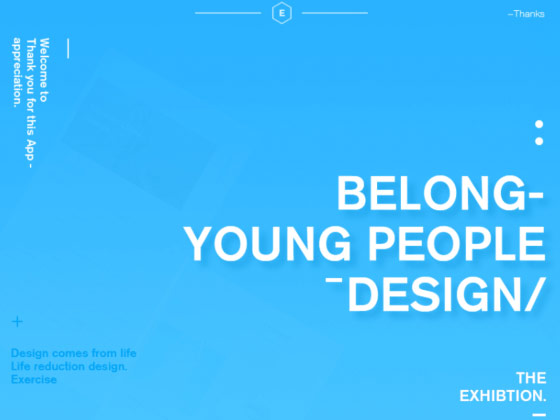 E
–Thanks
Welcome to
Thank you for this App -
appreciation.
BELONG-
YOUNG PEOPLE
–DESIGN/
Design comes from life
Life reduction design.
Exercise
THE
EXHIBTION.